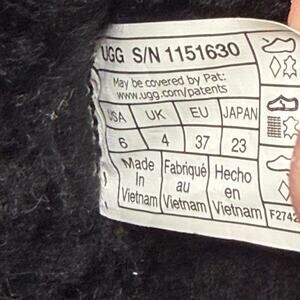 UGG S/N 1151630
May be covered by Pat:
www.ugg.com/patents
USA UK EU JAPAN
6 4 37 23
Made Fabriqué Hecho
In au en
Vietnam Vietnam Vietnam
F2742